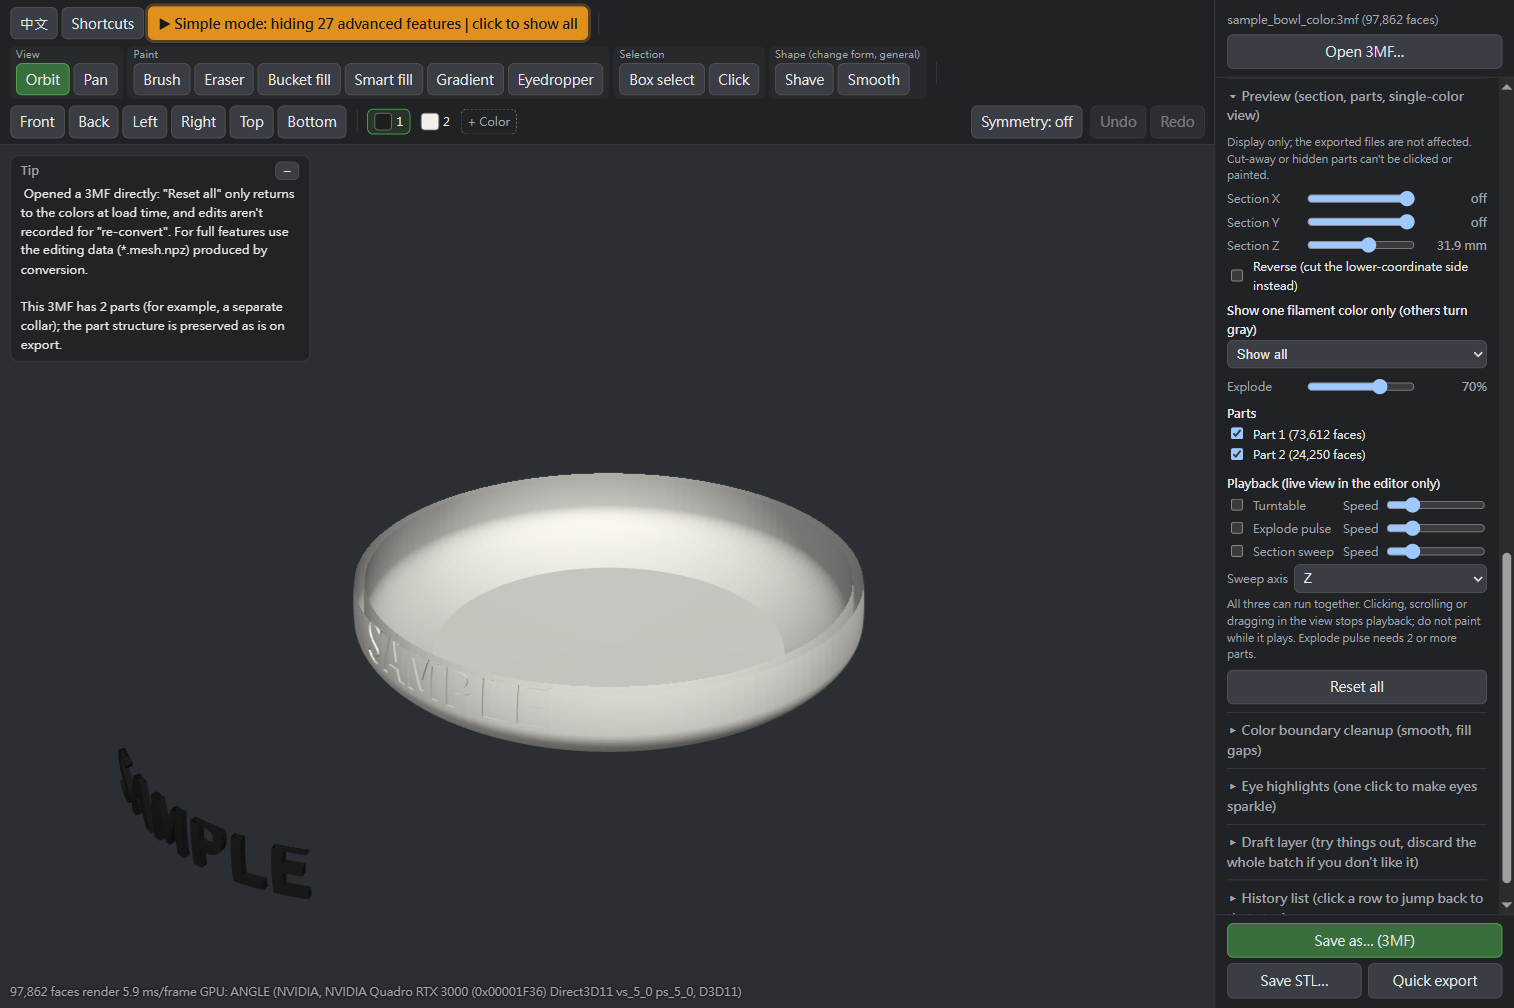 中文
Shortcuts
▶ Simple mode: hiding 27 advanced features | click to show all
View
Paint
Selection
Shape (change form, general)
Orbit
Pan
Brush
Eraser
Bucket fill
Smart fill
Gradient
Eyedropper
Box select
Click
Shave
Smooth
Front
Back
Left
Right
Top
Bottom
1
2
+ Color
Symmetry: off
Undo
Redo
Tip
–
Opened a 3MF directly: "Reset all" only returns
to the colors at load time, and edits aren't
recorded for "re-convert". For full features use
the editing data (*.mesh.npz) produced by
conversion.
This 3MF has 2 parts (for example, a separate
collar); the part structure is preserved as is on
export.
SAMPLE
SAMPLE
97,862 faces render 5.9 ms/frame GPU: ANGLE (NVIDIA, NVIDIA Quadro RTX 3000 (0x00001F36) Direct3D11 vs_5_0 ps_5_0, D3D11)
sample_bowl_color.3mf (97,862 faces)
Open 3MF...
Preview (section, parts, single-color
view)
Display only; the exported files are not affected.
Cut-away or hidden parts can't be clicked or
painted.
Section X off
Section Y off
Section Z 31.9 mm
Reverse (cut the lower-coordinate side
instead)
Show one filament color only (others turn
gray)
Show all
Explode 70%
Parts
Part 1 (73,612 faces)
Part 2 (24,250 faces)
Playback (live view in the editor only)
Turntable Speed
Explode pulse Speed
Section sweep Speed
Sweep axis Z
All three can run together. Clicking, scrolling or
dragging in the view stops playback; do not paint
while it plays. Explode pulse needs 2 or more
parts.
Reset all
Color boundary cleanup (smooth, fill
gaps)
Eye highlights (one click to make eyes
sparkle)
Draft layer (try things out, discard the
whole batch if you don't like it)
History list (click a row to jump back to
Save as... (3MF)
Save STL...
Quick export